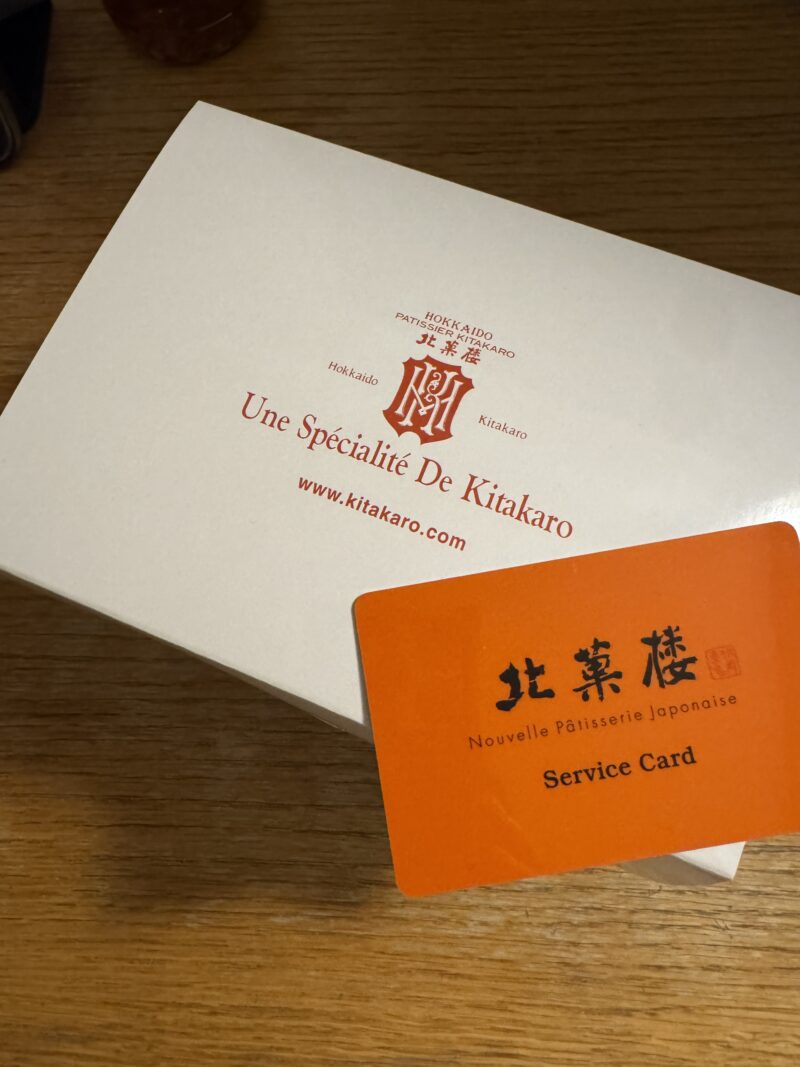 HOKKAIDO
PATISSIER KITAKARO
北菓楼
Hokkaido
Kitakaro
Une Spécialité De Kitakaro
www.kitakaro.com
北菓楼
Nouvelle Pâtisserie Japonaise
Service Card